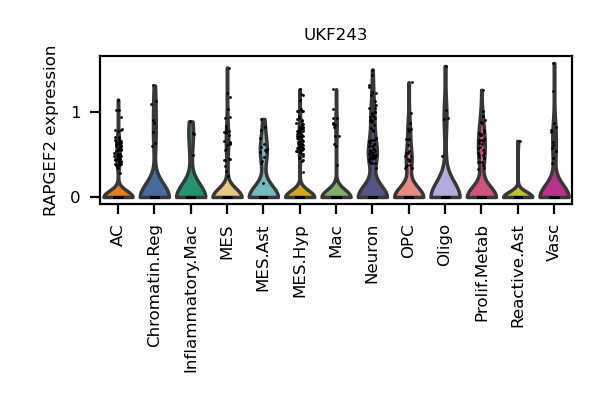 UKF243
RAPGEF2 expression
1
0
AC
Chromatin.Reg
Inflammatory.Mac
MES
MES.Ast
MES.Hyp
Mac
Neuron
OPC
Oligo
Prolif.Metab
Reactive.Ast
Vasc